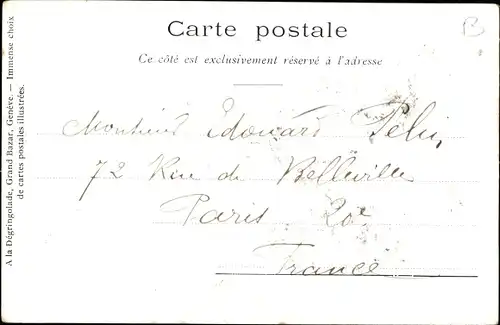 Carte postale
Ce côté est exclusivement réservé à l'adresse
Monsieur Edouard
72 Rue de Belleville
Paris 20e
France
A la Dégringolade, Grand Bazar, Genève. — Immense choix
de cartes postales illustrées.
B